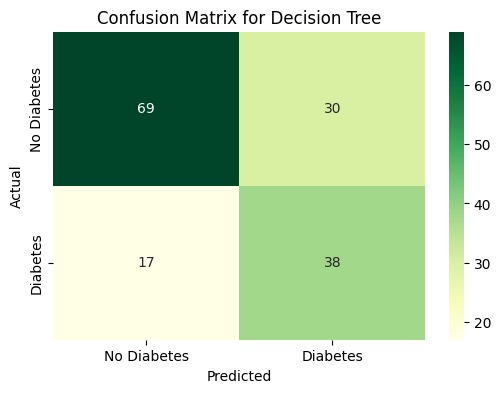 Confusion Matrix for Decision Tree
Actual
No Diabetes
Diabetes
69
30
17
38
No Diabetes
Diabetes
Predicted
60
50
40
30
20